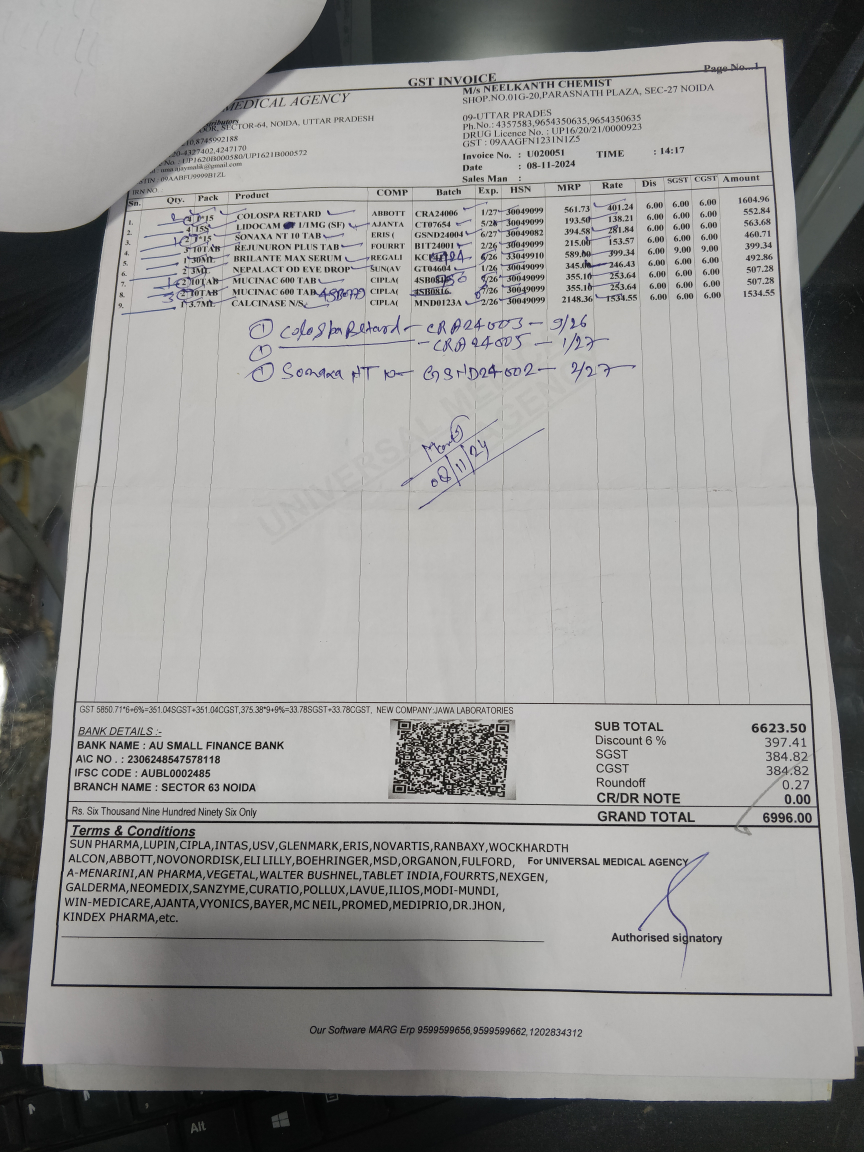 Page No...1
GST INVOICE
MEDICAL AGENCY
M/s NEELKANTH CHEMIST
SHOP.NO.01G-20,PARASNATH PLAZA, SEC-27 NOIDA
SECTOR-64, NOIDA, UTTAR PRADESH
09-UTTAR PRADES
8745992188
Ph.No.: 4357583,9654350635,9654350635
4327402,4247170
DRUG Licence No. : UP16/20/21/0000923
UP1620B000580/UP1621B000572
GST : 09AAGFN1231N1Z5
Invoice No. : U020051 TIME : 14:17
Date : 08-11-2024
Sales Man :
Sn. Qty. Pack Product COMP Batch Exp. HSN MRP Rate Dis SGST CGST Amount
1. 15 COLOSPA RETARD ABBOTT CRA24006 1/27 30049099 561.73 401.24 6.00 6.00 6.00 1604.96
2. 4 15S LIDOCAM 1/1MG (SF) AJANTA CT07654 5/28 30049099 193.50 138.21 6.00 6.00 6.00 552.84
3. 15 SONAXA NT 10 TAB ERIS ( GSND24004 6/27 30049082 394.58 281.84 6.00 6.00 6.00 563.68
4. 3 10TAB REJUNURON PLUS TAB FOURRT B1T24001 2/26 30049099 215.00 153.57 6.00 6.00 6.00 460.71
5. 1 30ML BRILANTE MAX SERUM REGALI 6/26 33049910 589.00 399.34 6.00 9.00 9.00 399.34
6. 2 3ML NEPALACT OD EYE DROP SUN(AV GT04604 1/26 30049099 345.00 246.43 6.00 6.00 6.00 492.86
7. 2 10TAB MUCINAC 600 TAB CIPLA( /26 30049099 355.10 253.64 6.00 6.00 6.00 507.28
8. 2 10TAB MUCINAC 600 TAB CIPLA( 4SB0816 7/26 30049099 355.10 253.64 6.00 6.00 6.00 507.28
9. 1 3.7ML CALCINASE N/S CIPLA( MND0123A 2/26 30049099 2148.36 1534.55 6.00 6.00 6.00 1534.55
① Colospa Retard - CRA24003 - 9/26
① - CRA24005 - 1/27
① Sonaxa NT 10 - GSND24002 - 2/27
08/11/24
UNIVERSAL MEDICAL AGENCY
GST 5850.71*6+6%=351.04SGST+351.04CGST,375.38*9+9%=33.78SGST+33.78CGST, NEW COMPANY:JAWA LABORATORIES
BANK DETAILS :-
BANK NAME : AU SMALL FINANCE BANK
A\C NO . : 2306248547578118
IFSC CODE : AUBL0002485
BRANCH NAME : SECTOR 63 NOIDA
SUB TOTAL 6623.50
Discount 6 % 397.41
SGST 384.82
CGST 384.82
Roundoff 0.27
CR/DR NOTE 0.00
Rs. Six Thousand Nine Hundred Ninety Six Only
GRAND TOTAL 6996.00
Terms & Conditions
SUN PHARMA,LUPIN,CIPLA,INTAS,USV,GLENMARK,ERIS,NOVARTIS,RANBAXY,WOCKHARDTH
ALCON,ABBOTT,NOVONORDISK,ELI LILLY,BOEHRINGER,MSD,ORGANON,FULFORD,
For UNIVERSAL MEDICAL AGENCY
A-MENARINI,AN PHARMA,VEGETAL,WALTER BUSHNEL,TABLET INDIA,FOURRTS,NEXGEN,
GALDERMA,NEOMEDIX,SANZYME,CURATIO,POLLUX,LAVUE,ILIOS,MODI-MUNDI,
WIN-MEDICARE,AJANTA,VYONICS,BAYER,MC NEIL,PROMED,MEDIPRIO,DR.JHON,
KINDEX PHARMA,etc.
Authorised signatory
Our Software MARG Erp 9599599656,9599599662,1202834312
Alt